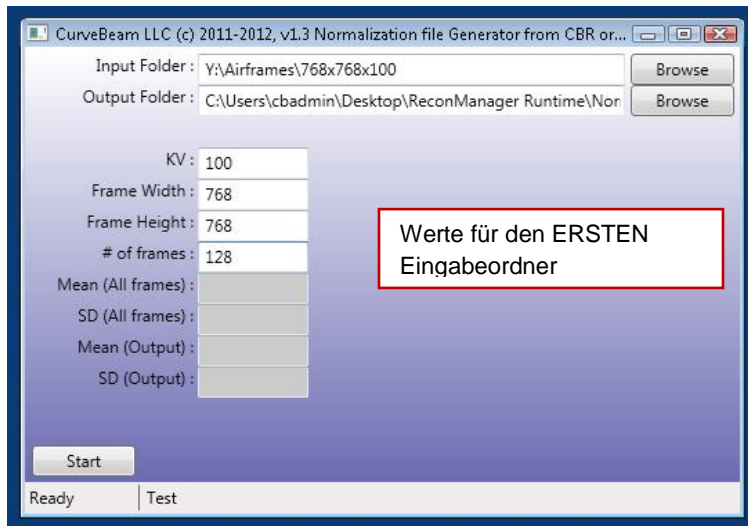 CurveBeam LLC (c) 2011-2012, v1.3 Normalization file Generator from CBR or...
Input Folder : Y:\Airframes\768x768x100 Browse
Output Folder : C:\Users\cbadmin\Desktop\ReconManager Runtime\Nor Browse
KV : 100
Frame Width : 768
Frame Height : 768
# of frames : 128
Mean (All frames) :
SD (All frames) :
Mean (Output) :
SD (Output) :
Werte für den ERSTEN
Eingabeordner
Start
Ready Test